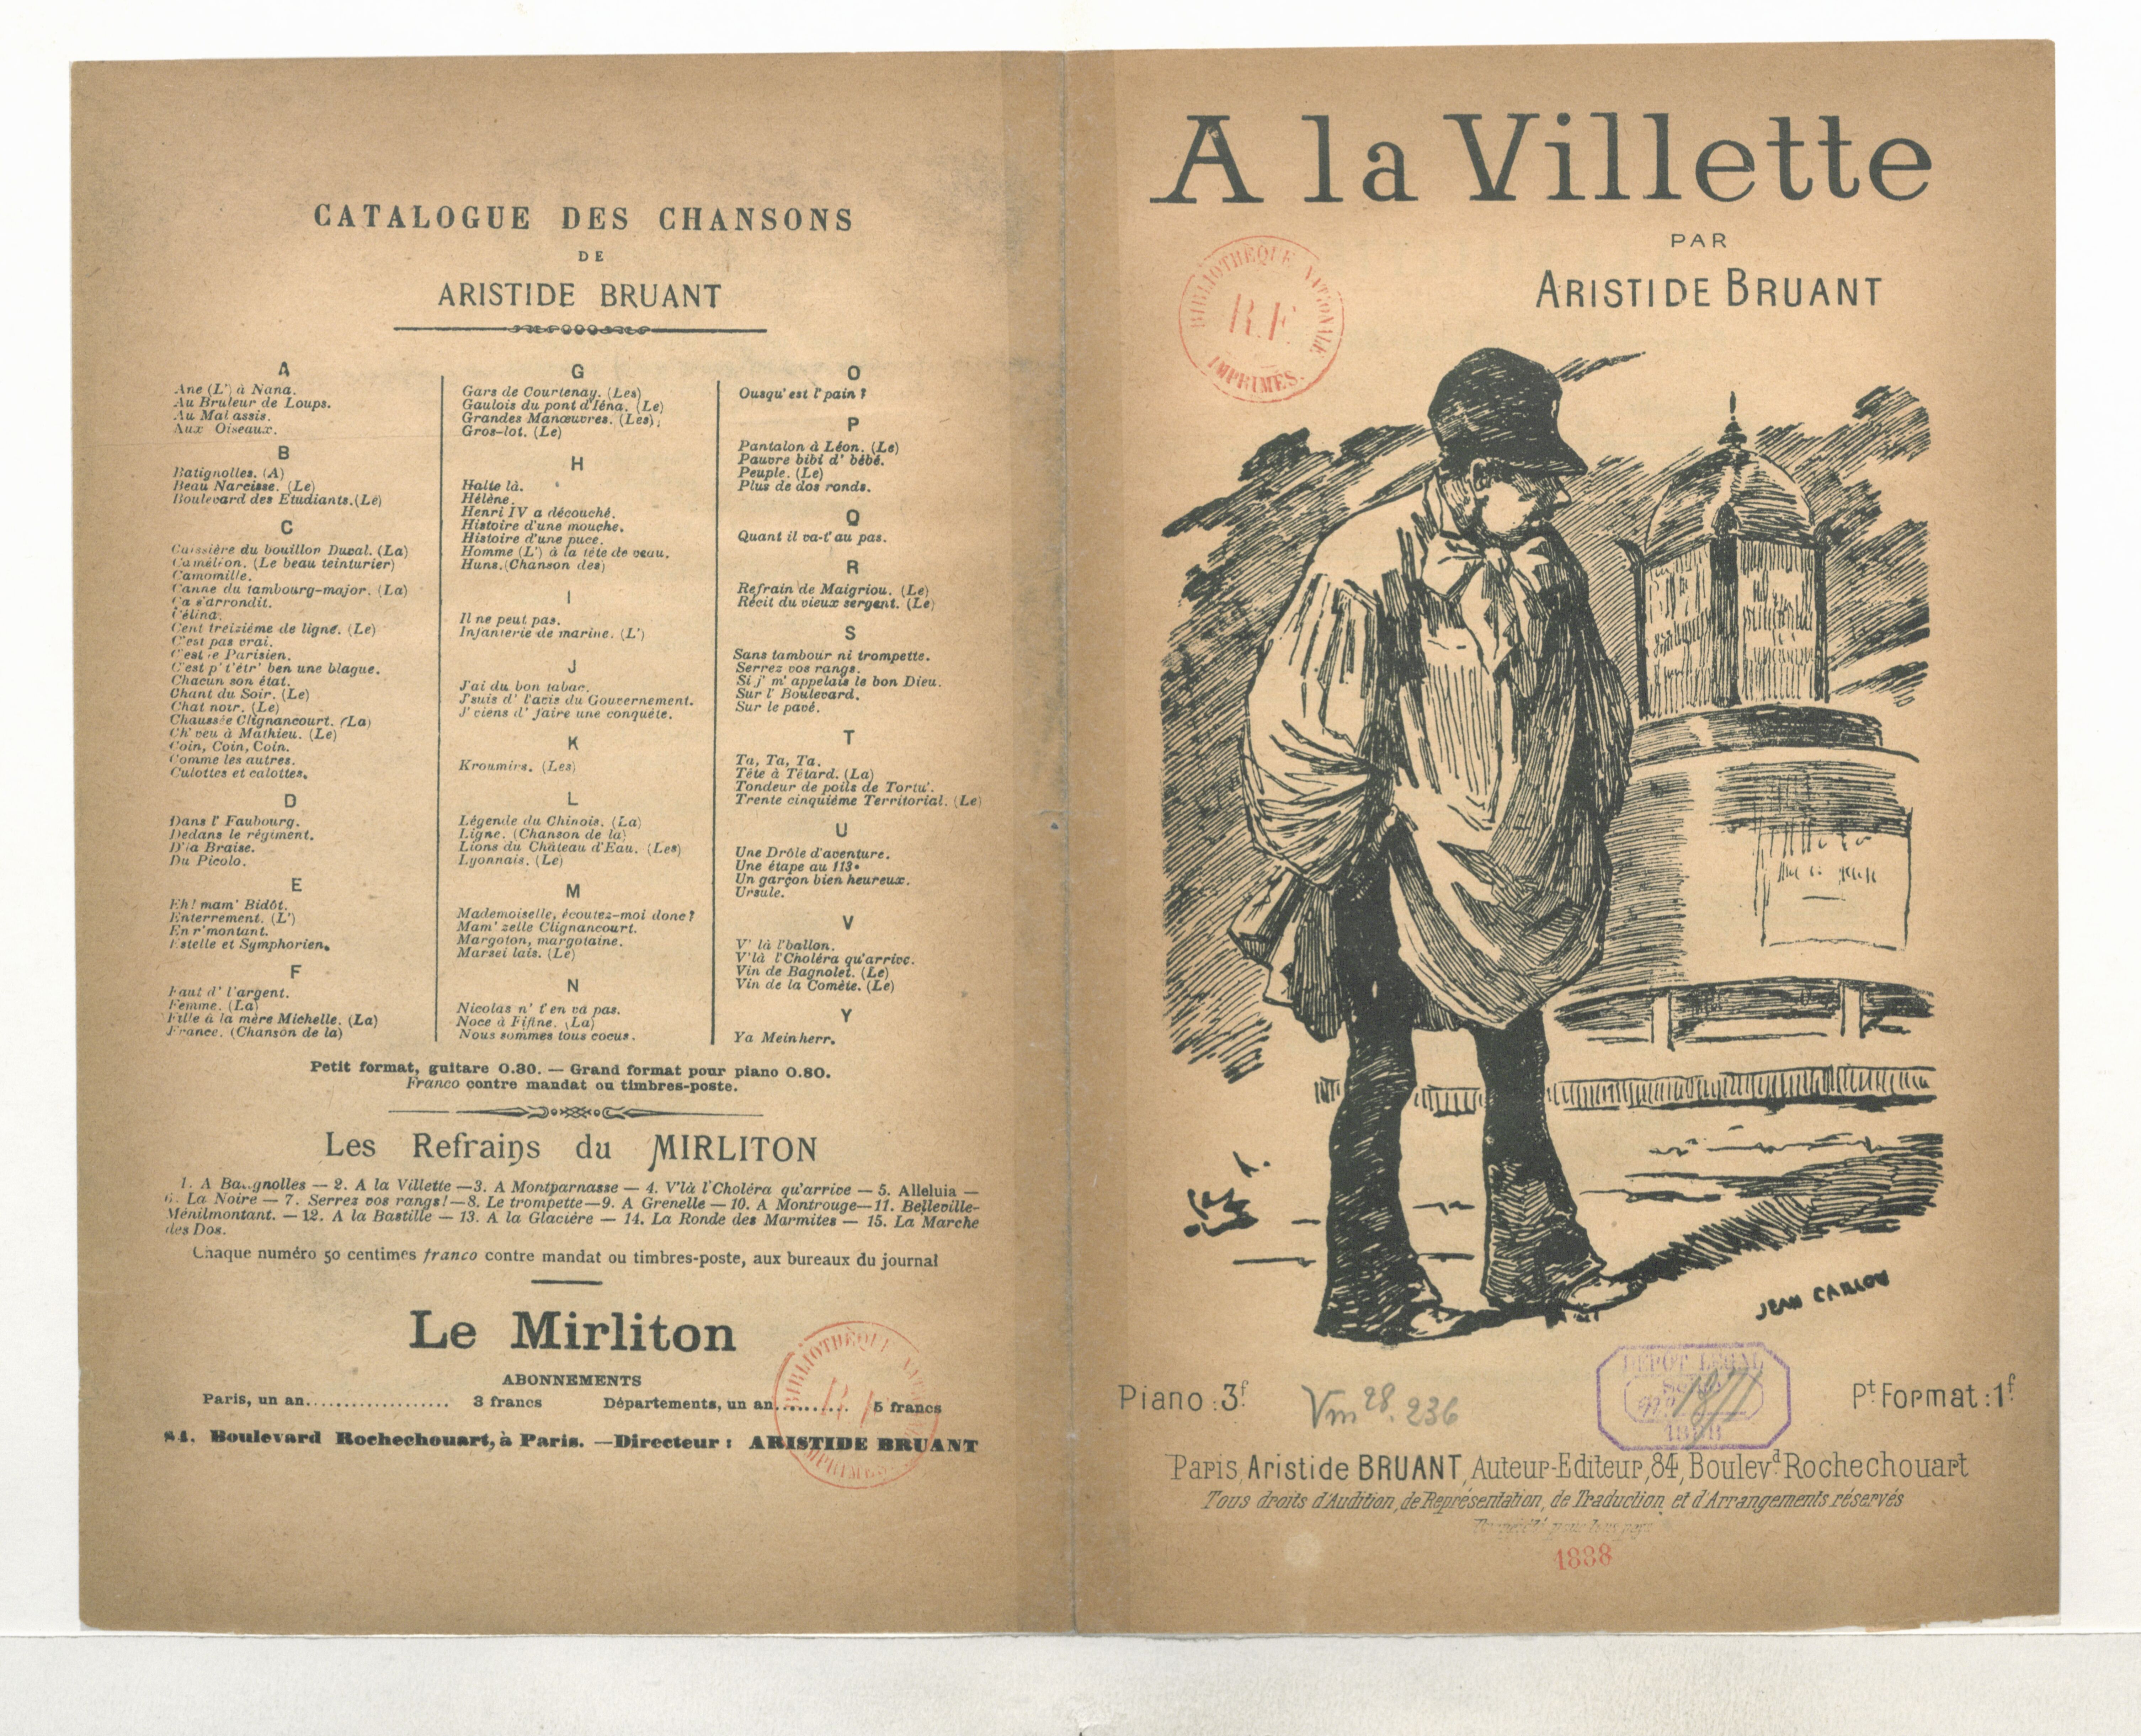 CATALOGUE DES CHANSONS
DE
ARISTIDE BRUANT
A
Ane (L') à Nana.
Au Bruleur de Loups.
Au Mal assis.
Aux Oiseaux.
B
Batignolles. (A)
Beau Narcisse. (Le)
Boulevard des Etudiants. (Le)
C
Caissière du bouillon Duval. (La)
Caméléon. (Le beau teinturier)
Camomille.
Canne du tambourg-major. (La)
Ça s'arrondit.
Célina.
Cent treizième de ligne. (Le)
C'est pas vrai.
C'est le Parisien.
C'est p't'êtr' ben une blague.
Chacun son état.
Chant du Soir. (Le)
Chat noir. (Le)
Chaussée Clignancourt. (La)
Ch'veu à Mathieu. (Le)
Coin, Coin, Coin.
Comme les autres.
Culottes et calottes.
D
Dans l' Faubourg.
Dedans le régiment.
D'la Braise.
Du Picolo.
E
Eh! mam' Bidôt.
Enterrement. (L')
En r'montant.
Estelle et Symphorien.
F
Faut d' l'argent.
Femme. (La)
Fille à la mère Michelle. (La)
France. (Chanson de la)
G
Gars de Courtenay. (Les)
Gaulois du pont d'Iéna. (Le)
Grandes Manœuvres. (Les)
Gros-lot. (Le)
H
Halte là.
Hélène.
Henri IV a découché.
Histoire d'une mouche.
Histoire d'une puce.
Homme (L') à la tête de veau.
Huns. (Chanson des)
I
Il ne peut pas.
Infanterie de marine. (L')
J
J'ai du bon tabac.
J'suis d' l'avis du Gouvernement.
J' viens d' faire une conquête.
K
Kroumirs. (Les)
L
Légende du Chinois. (La)
Ligne. (Chanson de la)
Lions du Château d'Eau. (Les)
Lyonnais. (Le)
M
Mademoiselle, écoutez-moi donc?
Mam' zelle Clignancourt.
Margoton, margotaine.
Marsei lais. (Le)
N
Nicolas n' t'en va pas.
Noce à Fifine. (La)
Nous sommes tous cocus.
O
Ousqu' est l' pain?
P
Pantalon à Léon. (Le)
Pauvre bibi d' bébé.
Peuple. (Le)
Plus de dos ronds.
Q
Quant il va-t' au pas.
R
Refrain de Maigriou. (Le)
Récit du vieux sergent. (Le)
S
Sans tambour ni trompette.
Serrez vos rangs.
Si j' m' appelais le bon Dieu.
Sur l' Boulevard.
Sur le pavé.
T
Ta, Ta, Ta.
Tête à Tétard. (La)
Tondeur de poils de Tortu'.
Trente cinquième Territorial. (Le)
U
Une Drôle d'aventure.
Une étape au 113e
Un garçon bien heureux.
Ursule.
V
V' là l'ballon.
V'là l'Choléra qu'arrive.
Vin de Bagnolet. (Le)
Vin de la Comète. (Le)
Y
Ya Meinherr.
Petit format, guitare 0.30. — Grand format pour piano 0.80.
Franco contre mandat ou timbres-poste.
Les Refrains du MIRLITON
1. A Batignolles — 2. A la Villette — 3. A Montparnasse — 4. V'là l'Choléra qu'arrive — 5. Alleluia —
6. La Noire — 7. Serrez vos rangs! — 8. Le trompette — 9. A Grenelle — 10. A Montrouge — 11. Belleville-
Ménilmontant. — 12. A la Bastille — 13. A la Glacière — 14. La Ronde des Marmites — 15. La Marche
des Dos.
Chaque numéro 50 centimes franco contre mandat ou timbres-poste, aux bureaux du journal
Le Mirliton
ABONNEMENTS
Paris, un an.................... 3 francs Départements, un an.......... 5 francs
84. Boulevard Rochechouart, à Paris. — Directeur : ARISTIDE BRUANT
BIBLIOTHÈQUE NATIONALE
R.F.
IMPRIMÉS.
A la Villette
PAR
ARISTIDE BRUANT
BIBLIOTHÈQUE NATIONALE
R.F.
IMPRIMÉS.
JEAN CAILLOU
DÉPOT LÉGAL
Seine
1888
Piano : 3f
Vm 28. 236
Pt Format : 1f
Paris, Aristide BRUANT, Auteur-Editeur, 84, Boulevd Rochechouart
Tous droits d'Audition, de Représentation, de Traduction et d'Arrangements réservés
1888